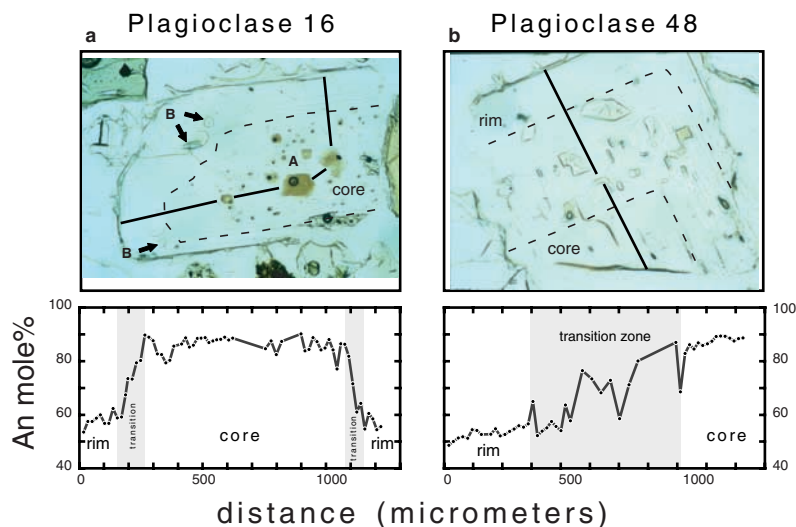 Plagioclase 16
Plagioclase 48
a
b
B
A
core
B
rim
core
An mole%
100
80
60
40
rim
transition
core
transition
rim
0
500
1000
transition zone
rim
core
100
80
60
40
0
500
1000
distance (micrometers)